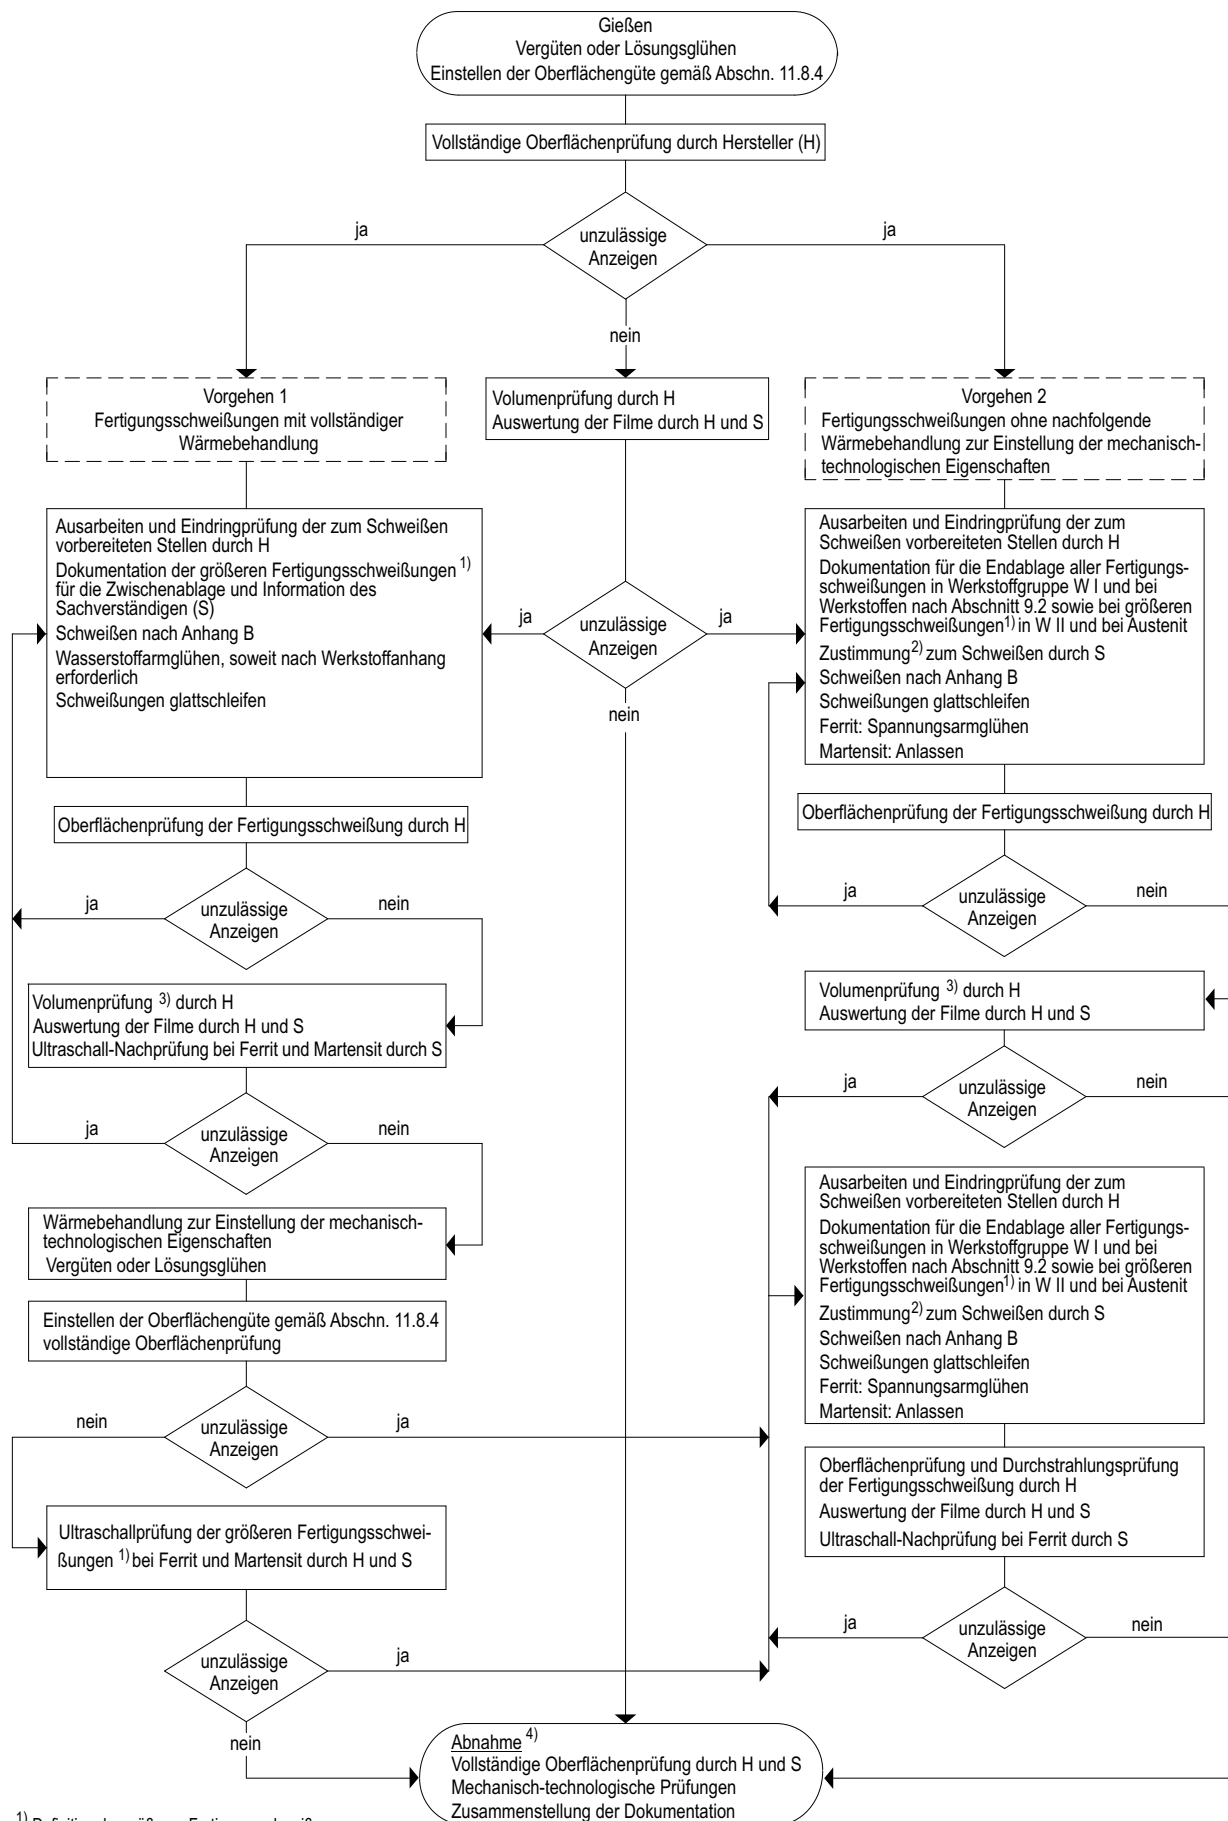 Gießen
Vergüten oder Lösungsglühen
Einstellen der Oberflächengüte gemäß Abschn. 11.8.4
Vollständige Oberflächenprüfung durch Hersteller (H)
ja
unzulässige
Anzeigen
ja
nein
Vorgehen 1
Fertigungsschweißungen mit vollständiger
Wärmebehandlung
Volumenprüfung durch H
Auswertung der Filme durch H und S
Vorgehen 2
Fertigungsschweißungen ohne nachfolgende
Wärmebehandlung zur Einstellung der mechanisch-
technologischen Eigenschaften
Ausarbeiten und Eindringprüfung der zum Schweißen
vorbereiteten Stellen durch H
Dokumentation der größeren Fertigungsschweißungen 1)
für die Zwischenablage und Information des
Sachverständigen (S)
Schweißen nach Anhang B
Wasserstoffarmglühen, soweit nach Werkstoffanhang
erforderlich
Schweißungen glattschleifen
ja
unzulässige
Anzeigen
ja
nein
Ausarbeiten und Eindringprüfung der zum
Schweißen vorbereiteten Stellen durch H
Dokumentation für die Endablage aller Fertigungs-
schweißungen in Werkstoffgruppe W I und bei
Werkstoffen nach Abschnitt 9.2 sowie bei größeren
Fertigungsschweißungen1) in W II und bei Austenit
Zustimmung2) zum Schweißen durch S
Schweißen nach Anhang B
Schweißungen glattschleifen
Ferrit: Spannungsarmglühen
Martensit: Anlassen
Oberflächenprüfung der Fertigungsschweißung durch H
Oberflächenprüfung der Fertigungsschweißung durch H
ja
unzulässige
Anzeigen
nein
ja
unzulässige
Anzeigen
nein
Volumenprüfung 3) durch H
Auswertung der Filme durch H und S
Ultraschall-Nachprüfung bei Ferrit und Martensit durch S
Volumenprüfung 3) durch H
Auswertung der Filme durch H und S
ja
unzulässige
Anzeigen
nein
ja
unzulässige
Anzeigen
nein
Wärmebehandlung zur Einstellung der mechanisch-
technologischen Eigenschaften
Vergüten oder Lösungsglühen
Einstellen der Oberflächengüte gemäß Abschn. 11.8.4
vollständige Oberflächenprüfung
Ausarbeiten und Eindringprüfung der zum
Schweißen vorbereiteten Stellen durch H
Dokumentation für die Endablage aller Fertigungs-
schweißungen in Werkstoffgruppe W I und bei
Werkstoffen nach Abschnitt 9.2 sowie bei größeren
Fertigungsschweißungen1) in W II und bei Austenit
Zustimmung2) zum Schweißen durch S
Schweißen nach Anhang B
Schweißungen glattschleifen
Ferrit: Spannungsarmglühen
Martensit: Anlassen
nein
unzulässige
Anzeigen
ja
Oberflächenprüfung und Durchstrahlungsprüfung
der Fertigungsschweißung durch H
Auswertung der Filme durch H und S
Ultraschall-Nachprüfung bei Ferrit durch S
Ultraschallprüfung der größeren Fertigungsschwei-
ßungen 1) bei Ferrit und Martensit durch H und S
ja
unzulässige
Anzeigen
nein
unzulässige
Anzeigen
ja
nein
Abnahme 4)
Vollständige Oberflächenprüfung durch H und S
Mechanisch-technologische Prüfungen
Zusammenstellung der Dokumentation
1)